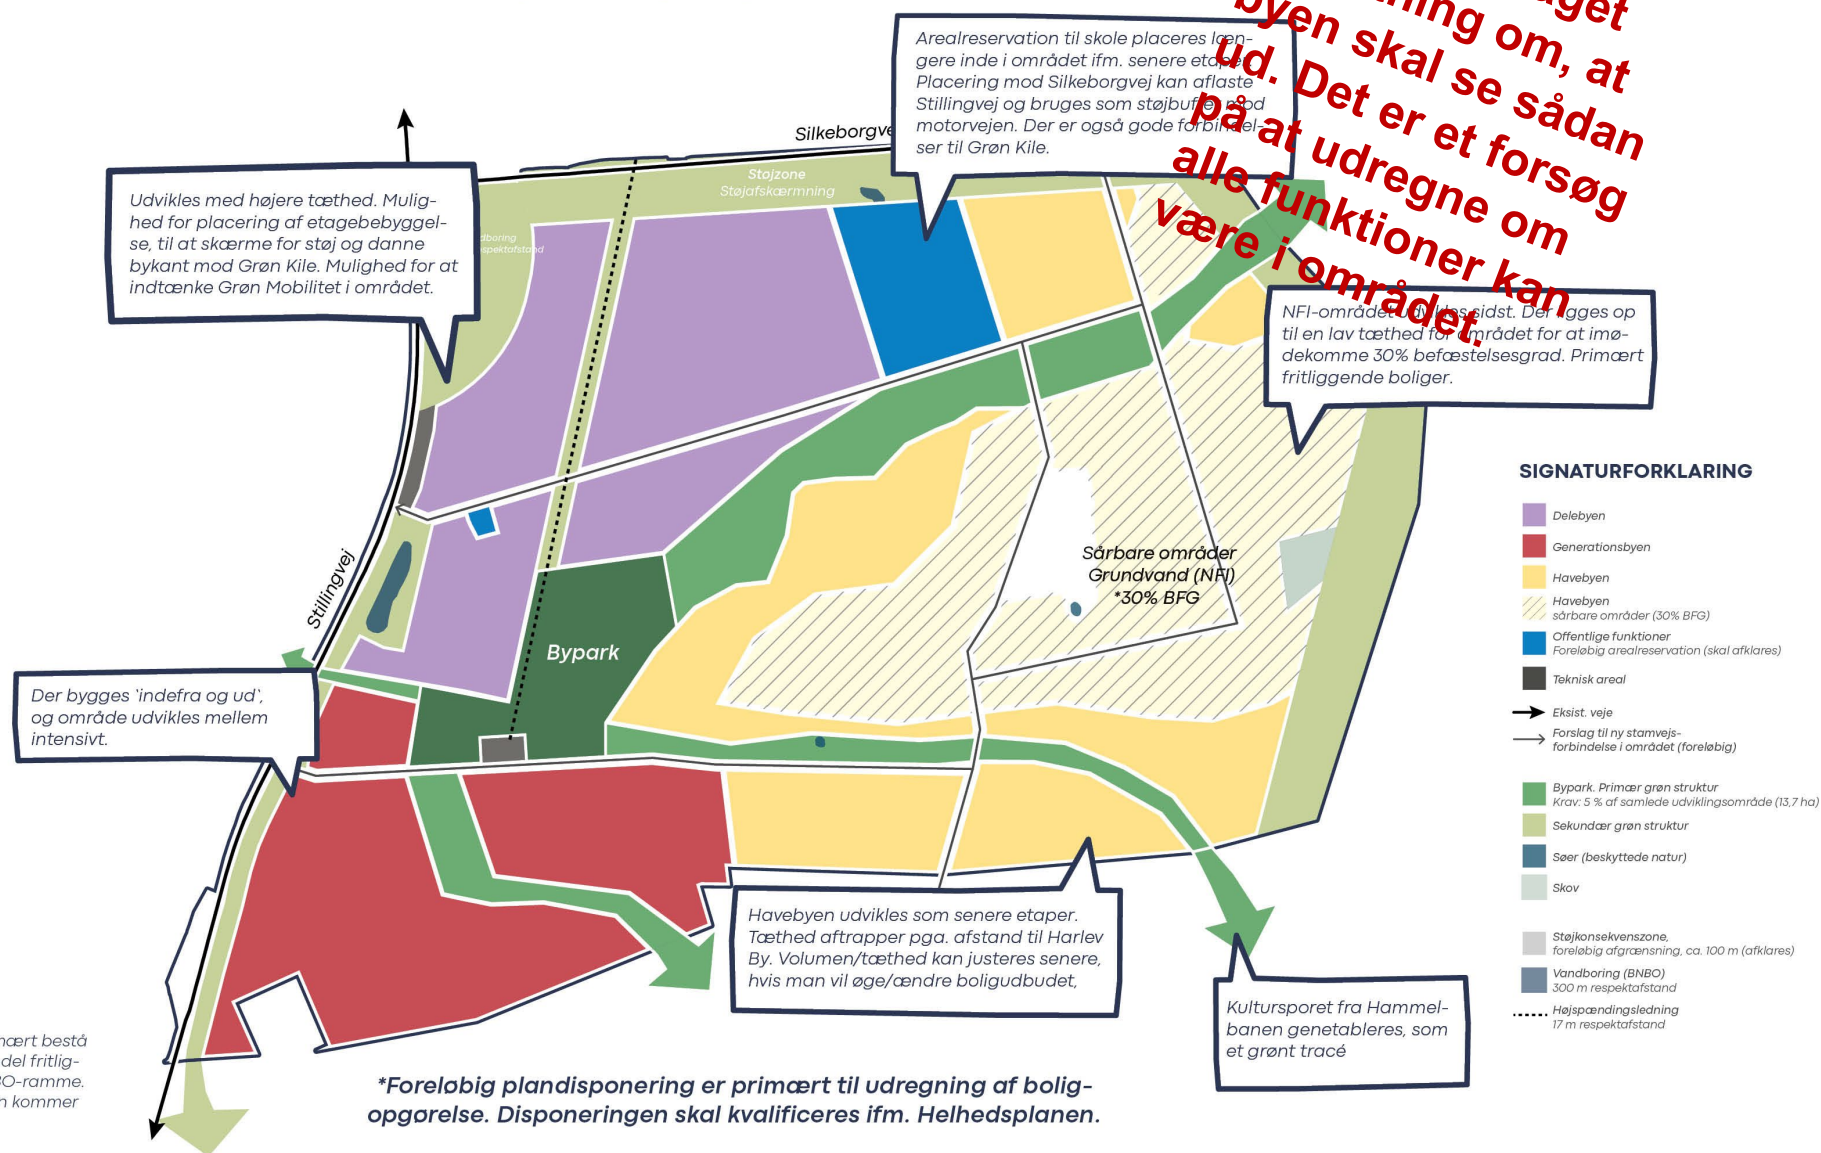 ning om, at
byen skal se sådan
ud. Det er et forsøg
på at udregne om
alle funktioner kan
være i området.
Arealreservation til skole placeres læn-
gere inde i området ifm. senere etaper.
Placering mod Silkeborgvej kan aflaste
Stillingvej og bruges som støjbuffer mod
motorvejen. Der er også gode forbindel-
ser til Grøn Kile.
Silkeborgve
Støjzone
Støjafskærmning
Udvikles med højere tæthed. Mulig-
hed for placering af etagebebyggel-
se, til at skærme for støj og danne
bykant mod Grøn Kile. Mulighed for at
indtænke Grøn Mobilitet i området.
dboring
espektafstand
NFI-området udvikles sidst. Der ligges op
til en lav tæthed for området for at imø-
dekomme 30% befæstelsesgrad. Primært
fritliggende boliger.
Stillingvej
Sårbare områder
Grundvand (NFI)
*30% BFG
Bypark
Der bygges 'indefra og ud',
og område udvikles mellem
intensivt.
Havebyen udvikles som senere etaper.
Tæthed aftrapper pga. afstand til Harlev
By. Volumen/tæthed kan justeres senere,
hvis man vil øge/ændre boligudbudet,
Kultursporet fra Hammel-
banen genetableres, som
et grønt tracé
SIGNATURFORKLARING
Delebyen
Generationsbyen
Havebyen
Havebyen
sårbare områder (30% BFG)
Offentlige funktioner
Foreløbig arealreservation (skal afklares)
Teknisk areal
Eksist. veje
Forslag til ny stamvejs-
forbindelse i området (foreløbig)
Bypark. Primær grøn struktur
Krav: 5 % af samlede udviklingsområde (13,7 ha)
Sekundær grøn struktur
Søer (beskyttede natur)
Skov
Støjkonsekvenszone,
foreløbig afgrænsning, ca. 100 m (afklares)
Vandboring (BNBO)
300 m respektafstand
Højspændingsledning
17 m respektafstand
nært bestå
del fritlig-
BO-ramme.
n kommer
*Foreløbig plandisponering er primært til udregning af bolig-
opgørelse. Disponeringen skal kvalificeres ifm. Helhedsplanen.